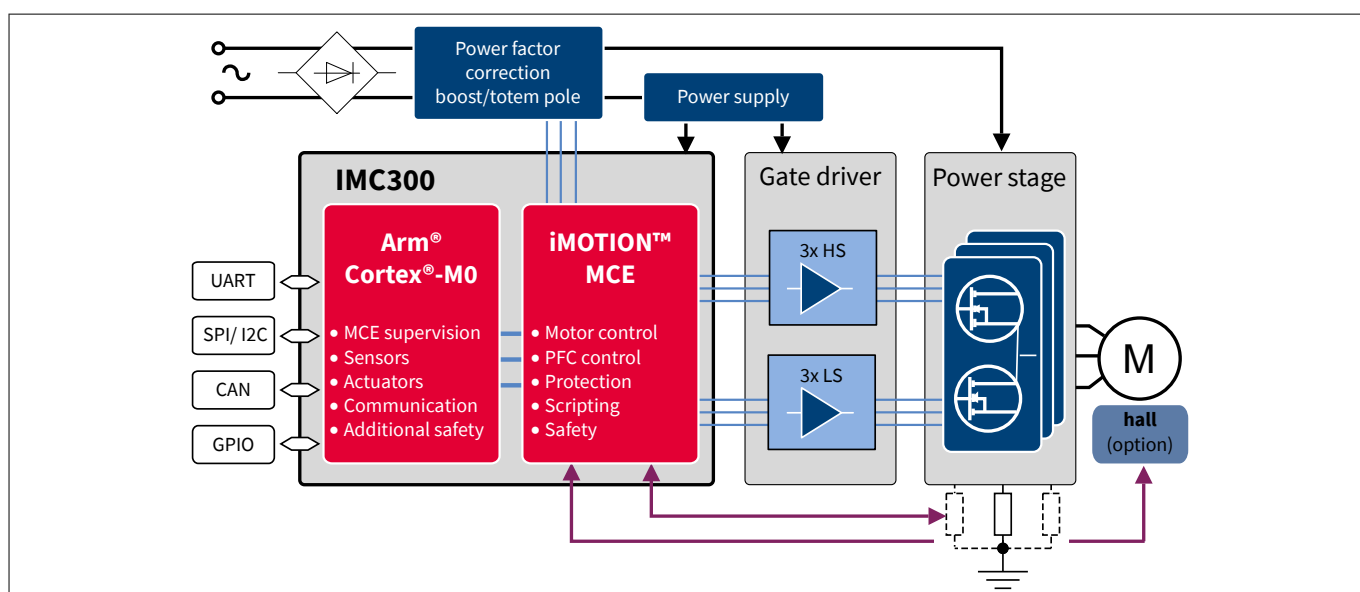 Power factor
correction
boost/totem pole
Power supply
IMC300
Gate driver
Power stage
Arm®
Cortex®-M0
iMOTION™
MCE
3x HS
UART
SPI/ I2C
CAN
GPIO
• MCE supervision
• Sensors
• Actuators
• Communication
• Additional safety
• Motor control
• PFC control
• Protection
• Scripting
• Safety
3x LS
M
hall
(option)